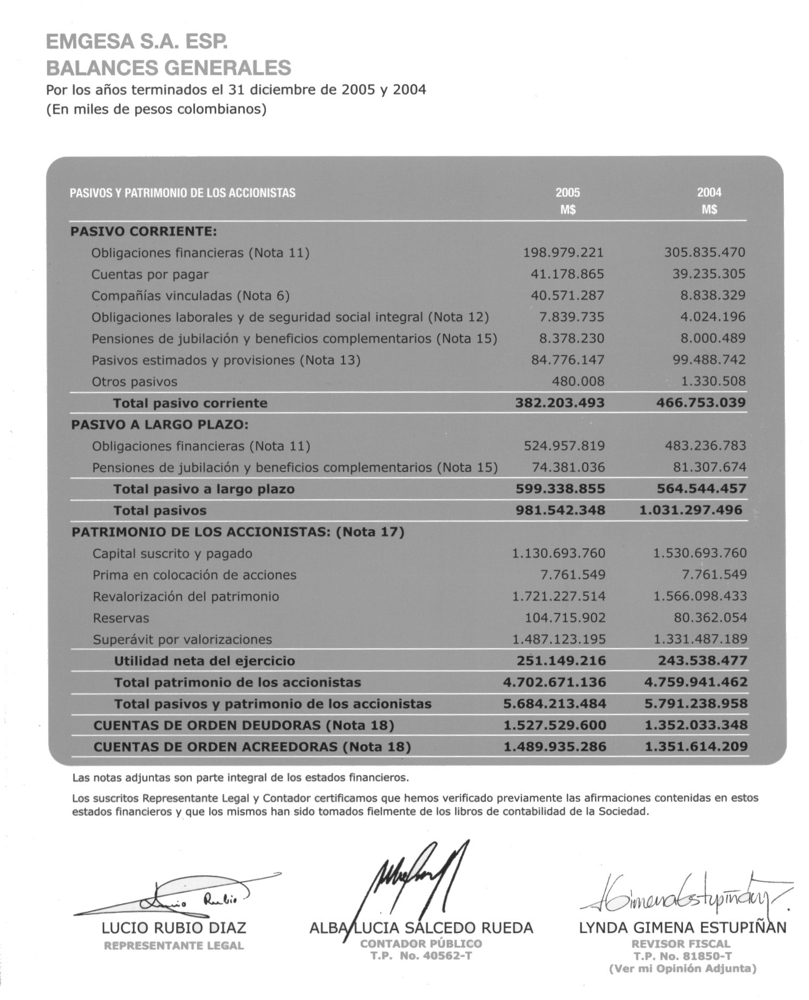 EMGESA S.A. ESP.
BALANCES GENERALES
Por los años terminados el 31 diciembre de 2005 y 2004
(En miles de pesos colombianos)
PASIVOS Y PATRIMONIO DE LOS ACCIONISTAS 2005 2004
M$ M$
PASIVO CORRIENTE:
Obligaciones financieras (Nota 11) 198.979.221 305.835.470
Cuentas por pagar 41.178.865 39.235.305
Compañías vinculadas (Nota 6) 40.571.287 8.838.329
Obligaciones laborales y de seguridad social integral (Nota 12) 7.839.735 4.024.196
Pensiones de jubilación y beneficios complementarios (Nota 15) 8.378.230 8.000.489
Pasivos estimados y provisiones (Nota 13) 84.776.147 99.488.742
Otros pasivos 480.008 1.330.508
Total pasivo corriente 382.203.493 466.753.039
PASIVO A LARGO PLAZO:
Obligaciones financieras (Nota 11) 524.957.819 483.236.783
Pensiones de jubilación y beneficios complementarios (Nota 15) 74.381.036 81.307.674
Total pasivo a largo plazo 599.338.855 564.544.457
Total pasivos 981.542.348 1.031.297.496
PATRIMONIO DE LOS ACCIONISTAS: (Nota 17)
Capital suscrito y pagado 1.130.693.760 1.530.693.760
Prima en colocación de acciones 7.761.549 7.761.549
Revalorización del patrimonio 1.721.227.514 1.566.098.433
Reservas 104.715.902 80.362.054
Superávit por valorizaciones 1.487.123.195 1.331.487.189
Utilidad neta del ejercicio 251.149.216 243.538.477
Total patrimonio de los accionistas 4.702.671.136 4.759.941.462
Total pasivos y patrimonio de los accionistas 5.684.213.484 5.791.238.958
CUENTAS DE ORDEN DEUDORAS (Nota 18) 1.527.529.600 1.352.033.348
CUENTAS DE ORDEN ACREEDORAS (Nota 18) 1.489.935.286 1.351.614.209
Las notas adjuntas son parte integral de los estados financieros.
Los suscritos Representante Legal y Contador certificamos que hemos verificado previamente las afirmaciones contenidas en estos
estados financieros y que los mismos han sido tomados fielmente de los libros de contabilidad de la Sociedad.
Lucio Rubio
LUCIO RUBIO DIAZ ALBA LUCIA SALCEDO RUEDA LYNDA GIMENA ESTUPIÑAN
REPRESENTANTE LEGAL CONTADOR PÚBLICO REVISOR FISCAL
T.P. No. 40562-T T.P. No. 81850-T
(Ver mi Opinión Adjunta)